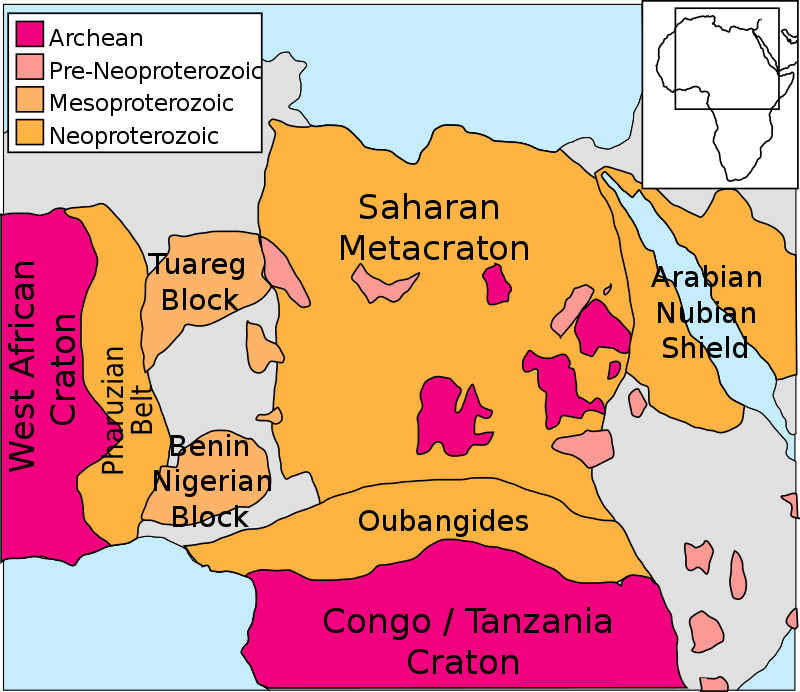 Archean
Pre-Neoproterozoic
Mesoproterozoic
Neoproterozoic
Saharan
Metacraton
Tuareg
Block
Arabian
Nubian
Shield
West African
Craton
Pharuzian
Belt
Benin
Nigerian
Block
Oubangides
Congo / Tanzania
Craton